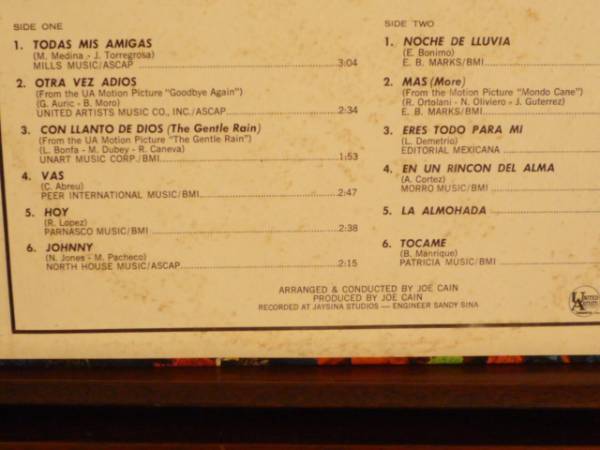 SIDE ONE
1. TODAS MIS AMIGAS
(M. Medina - J. Torregrosa)
MILLS MUSIC/ASCAP 3:04
2. OTRA VEZ ADIOS
(From the UA Motion Picture "Goodbye Again")
(G. Auric - B. Moro)
UNITED ARTISTS MUSIC CO., INC./ASCAP 2:34
3. CON LLANTO DE DIOS (The Gentle Rain)
(From the UA Motion Picture "The Gentle Rain")
(L. Bonfa - M. Dubey - R. Caneva)
UNART MUSIC CORP./BMI 1:53
4. VAS
(C. Abreu)
PEER INTERNATIONAL MUSIC/BMI 2:47
5. HOY
(R. Lopez)
PARNASCO MUSIC/BMI 2:38
6. JOHNNY
(N. Jones - M. Pacheco)
NORTH HOUSE MUSIC/ASCAP 2:15
SIDE TWO
1. NOCHE DE LLUVIA
(E. Bonimo)
E. B. MARKS/BMI
2. MAS (More)
(From the Motion Picture "Mondo Cane")
(R. Ortolani - N. Oliviero - J. Guterrez)
E. B. MARKS/BMI
3. ERES TODO PARA MI
(L. Demetrio)
EDITORIAL MEXICANA
4. EN UN RINCON DEL ALMA
(A. Cortez)
MORRO MUSIC/BMI
5. LA ALMOHADA
6. TOCAME
(B. Manrique)
PATRICIA MUSIC/BMI
ARRANGED & CONDUCTED BY JOE CAIN
PRODUCED BY JOE CAIN
RECORDED AT JAYSINA STUDIOS — ENGINEER SANDY SINA